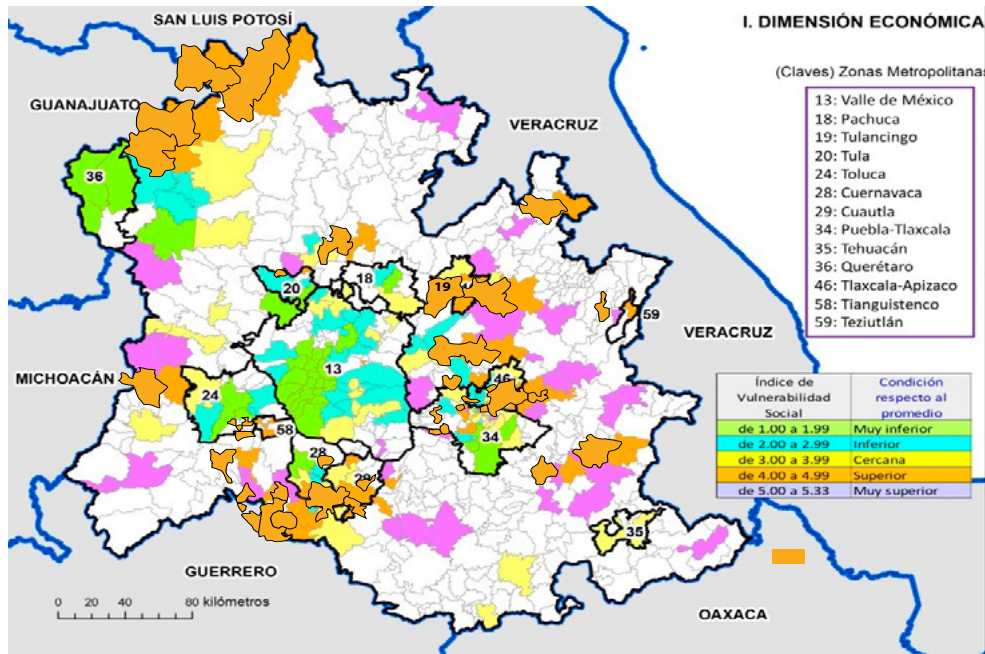 SAN LUIS POTOSÍ
I. DIMENSIÓN ECONÓMICA
(Claves) Zonas Metropolitanas
GUANAJUATO
VERACRUZ
13: Valle de México
18: Pachuca
19: Tulancingo
20: Tula
24: Toluca
28: Cuernavaca
29: Cuautla
34: Puebla-Tlaxcala
35: Tehuacán
36: Querétaro
46: Tlaxcala-Apizaco
58: Tianguistenco
59: Teziutlán
36
18
20
19
59
VERACRUZ
13
MICHOACÁN
46
24
58
34
28
29
35
Índice de Condición
Vulnerabilidad respecto al
Social promedio
de 1.00 a 1.99 Muy inferior
de 2.00 a 2.99 Inferior
de 3.00 a 3.99 Cercana
de 4.00 a 4.99 Superior
de 5.00 a 5.33 Muy superior
GUERRERO
0 20 40 80 kilómetros
OAXACA